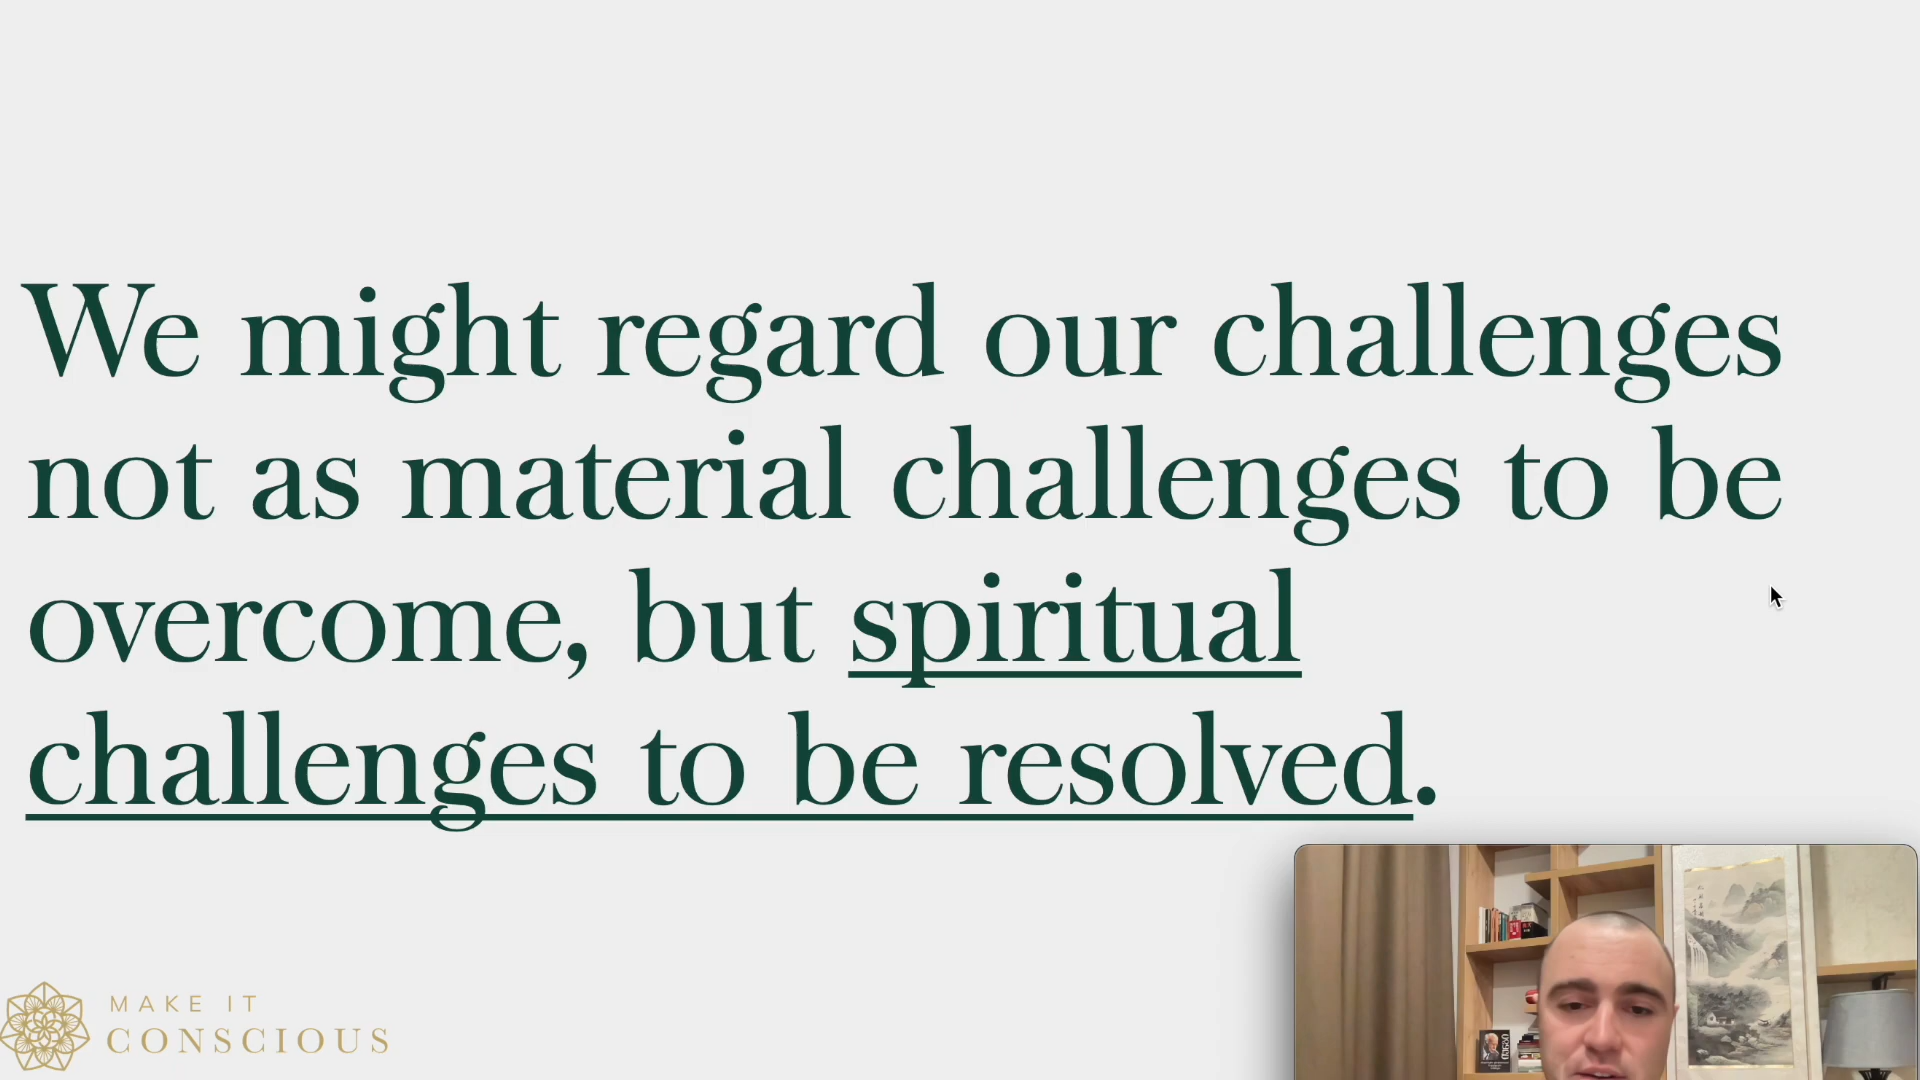 We might regard our challenges
not as material challenges to be
overcome, but spiritual
challenges to be resolved.
MAKE IT
CONSCIOUS